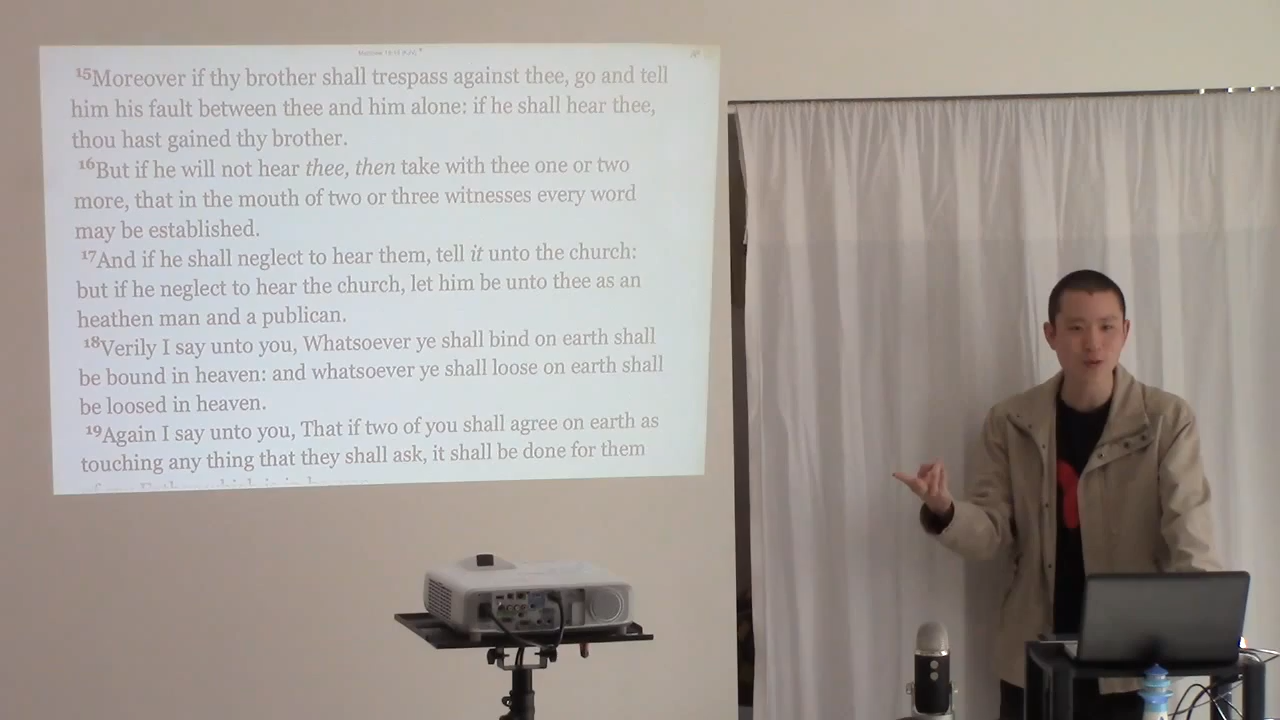 15Moreover if thy brother shall trespass against thee, go and tell
him his fault between thee and him alone: if he shall hear thee,
thou hast gained thy brother.
16But if he will not hear thee, then take with thee one or two
more, that in the mouth of two or three witnesses every word
may be established.
17And if he shall neglect to hear them, tell it unto the church:
but if he neglect to hear the church, let him be unto thee as an
heathen man and a publican.
18Verily I say unto you, Whatsoever ye shall bind on earth shall
be bound in heaven: and whatsoever ye shall loose on earth shall
be loosed in heaven.
19Again I say unto you, That if two of you shall agree on earth as
touching any thing that they shall ask, it shall be done for them